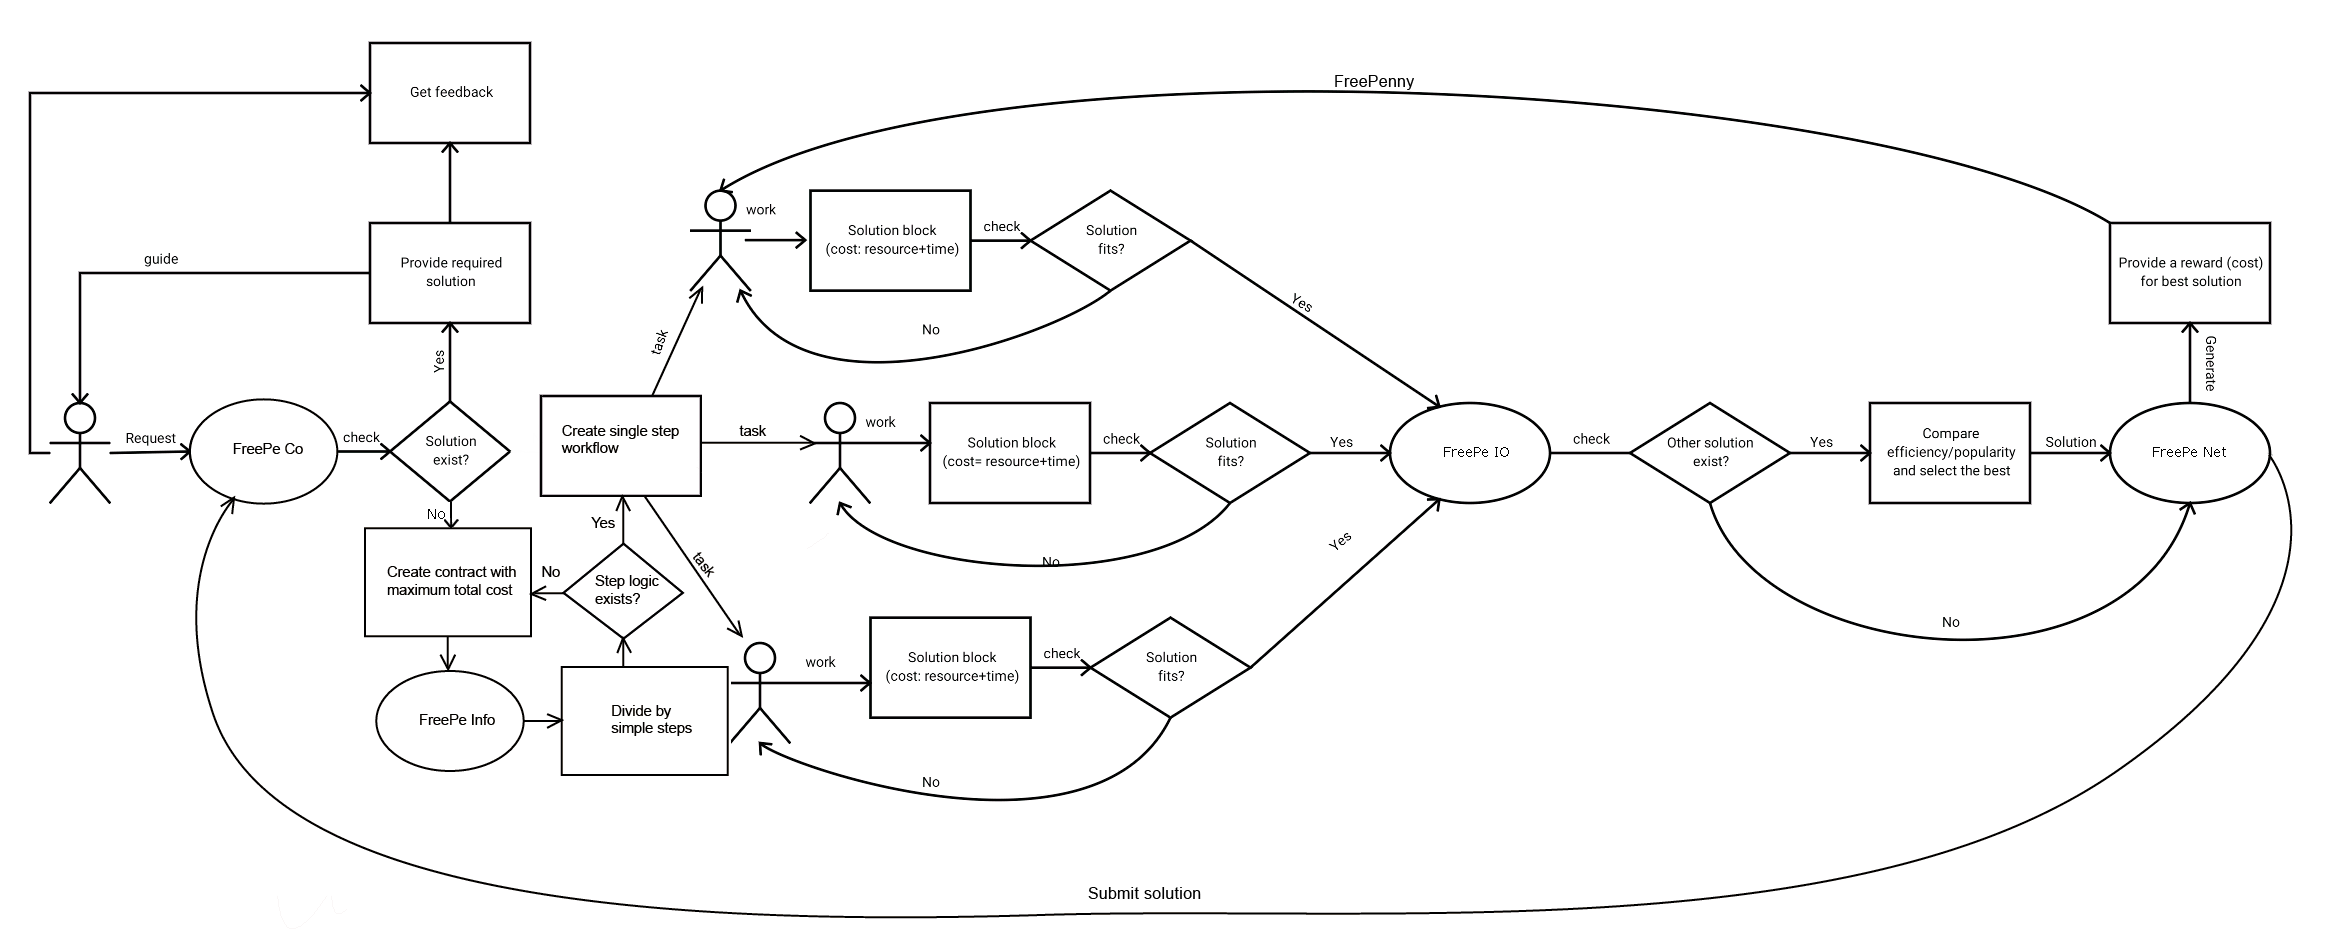 Get feedback
FreePenny
work
Solution block
(cost: resource+time)
check
Solution
fits?
guide
Provide required
solution
Provide a reward (cost)
for best solution
Yes
No
task
Yes
Generate
Request
FreePe Co
check
Solution
exist?
Create single step
workflow
task
work
Solution block
(cost= resource+time)
check
Solution
fits?
Yes
FreePe IO
check
Other solution
exist?
Yes
Compare
efficiency/popularity
and select the best
Solution
FreePe Net
No
Yes
task
No
Yes
Create contract with
maximum total cost
No
Step logic
exists?
No
work
Solution block
(cost: resource+time)
check
Solution
fits?
FreePe Info
Divide by
simple steps
No
Submit solution